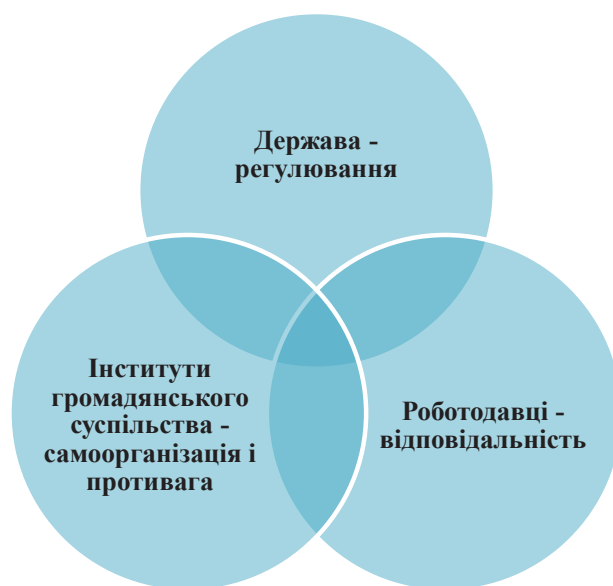 Держава -
регулювання
Інститути
громадянського
суспільства -
самоорганізація і
противага
Роботодавці -
відповідальність